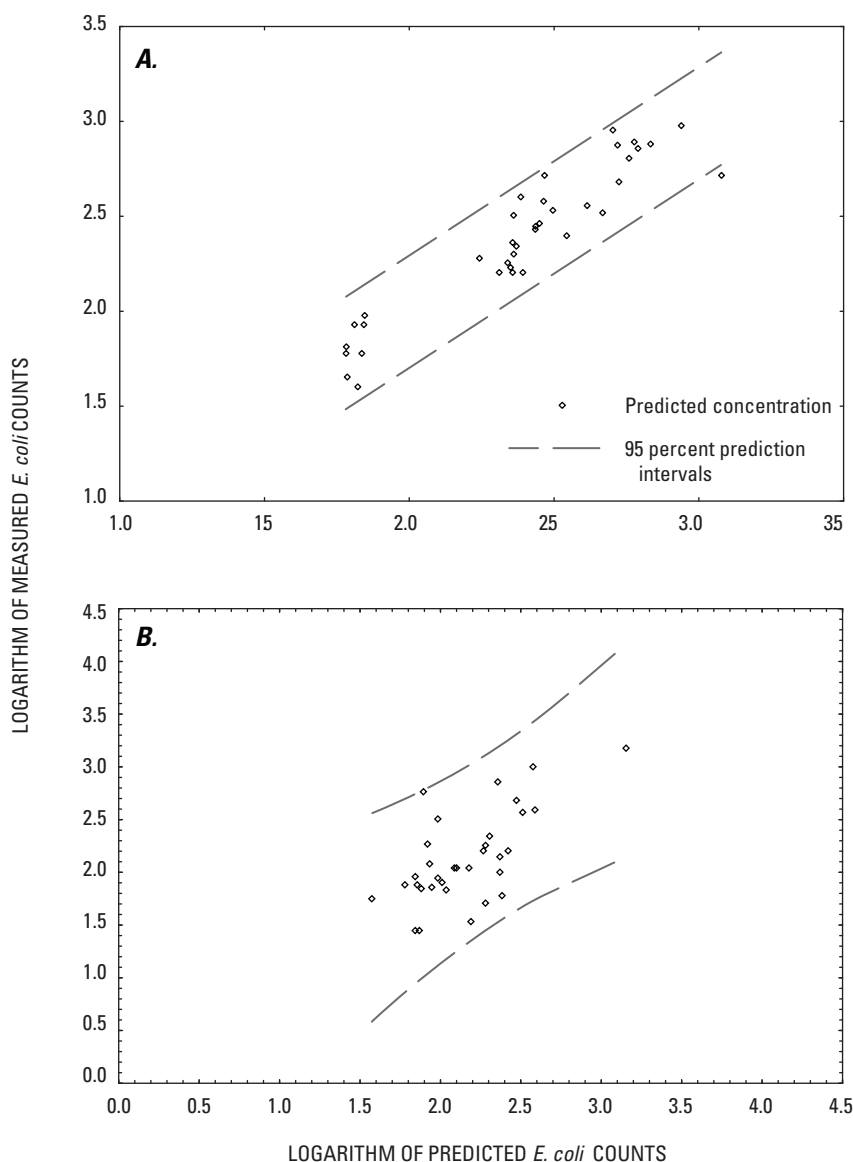 LOGARITHM OF MEASURED E. coli COUNTS
A.
3.5
3.0
2.5
2.0
1.5
1.0
1.0 15 2.0 25 3.0 35
Predicted concentration
95 percent prediction
intervals
B.
4.5
4.0
3.5
3.0
2.5
2.0
1.5
1.0
0.5
0.0
0.0 0.5 1.0 1.5 2.0 2.5 3.0 3.5 4.0 4.5
LOGARITHM OF PREDICTED E. coli COUNTS